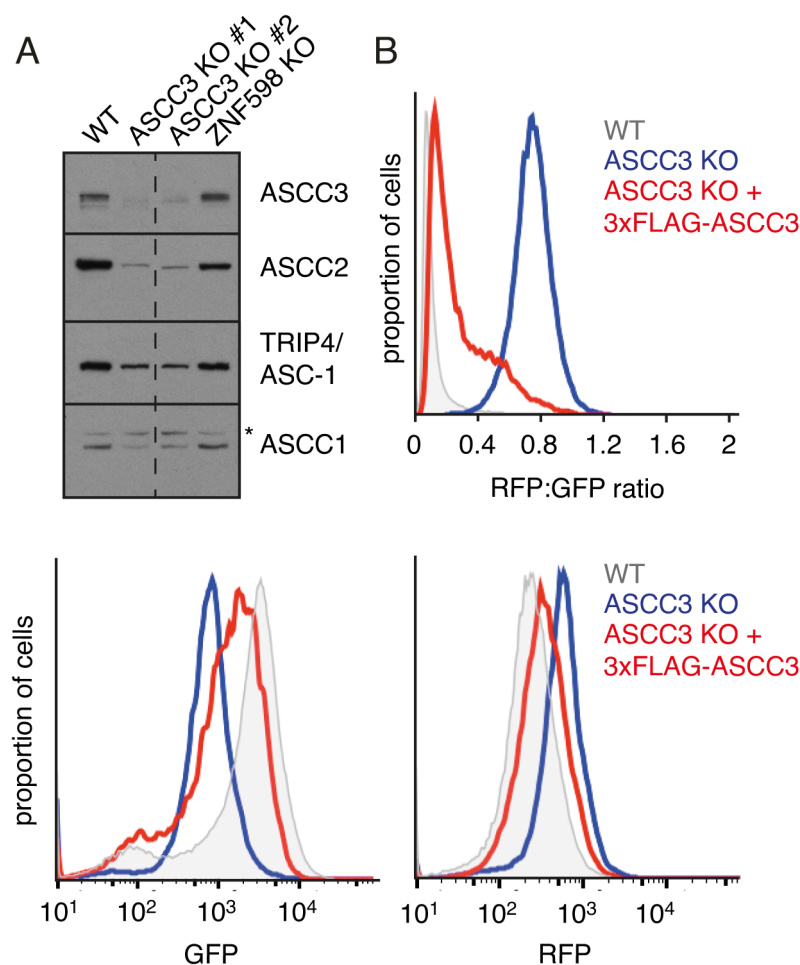 A
WT
ASCC3 KO #1
ASCC3 KO #2
ZNF598 KO
ASCC3
ASCC2
TRIP4/
ASC-1
* ASCC1
B
proportion of cells
WT
ASCC3 KO
ASCC3 KO +
3xFLAG-ASCC3
0 0.4 0.8 1.2 1.6 2
RFP:GFP ratio
proportion of cells
10¹ 10² 10³ 10⁴
GFP
WT
ASCC3 KO
ASCC3 KO +
3xFLAG-ASCC3
10¹ 10² 10³ 10⁴
RFP